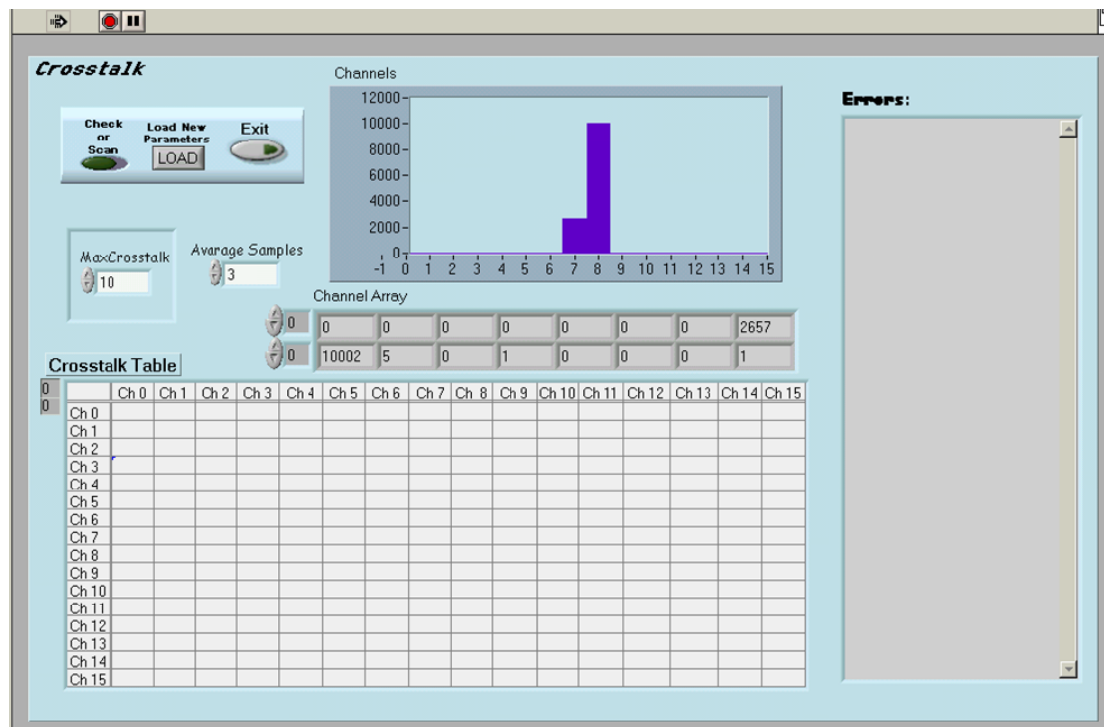 Crosstalk
Check or Scan
Load New Parameters
LOAD
Exit
MaxCrosstalk
10
Avarage Samples
3
Channels
12000
10000
8000
6000
4000
2000
0
-1 0 1 2 3 4 5 6 7 8 9 10 11 12 13 14 15
Channel Array
0 0 0 0 0 0 0 0 2657
0 10002 5 0 1 0 0 0 1
Errors:
Crosstalk Table
0
0
Ch 0 Ch 1 Ch 2 Ch 3 Ch 4 Ch 5 Ch 6 Ch 7 Ch 8 Ch 9 Ch 10 Ch 11 Ch 12 Ch 13 Ch 14 Ch 15
Ch 0
Ch 1
Ch 2
Ch 3
Ch 4
Ch 5
Ch 6
Ch 7
Ch 8
Ch 9
Ch 10
Ch 11
Ch 12
Ch 13
Ch 14
Ch 15